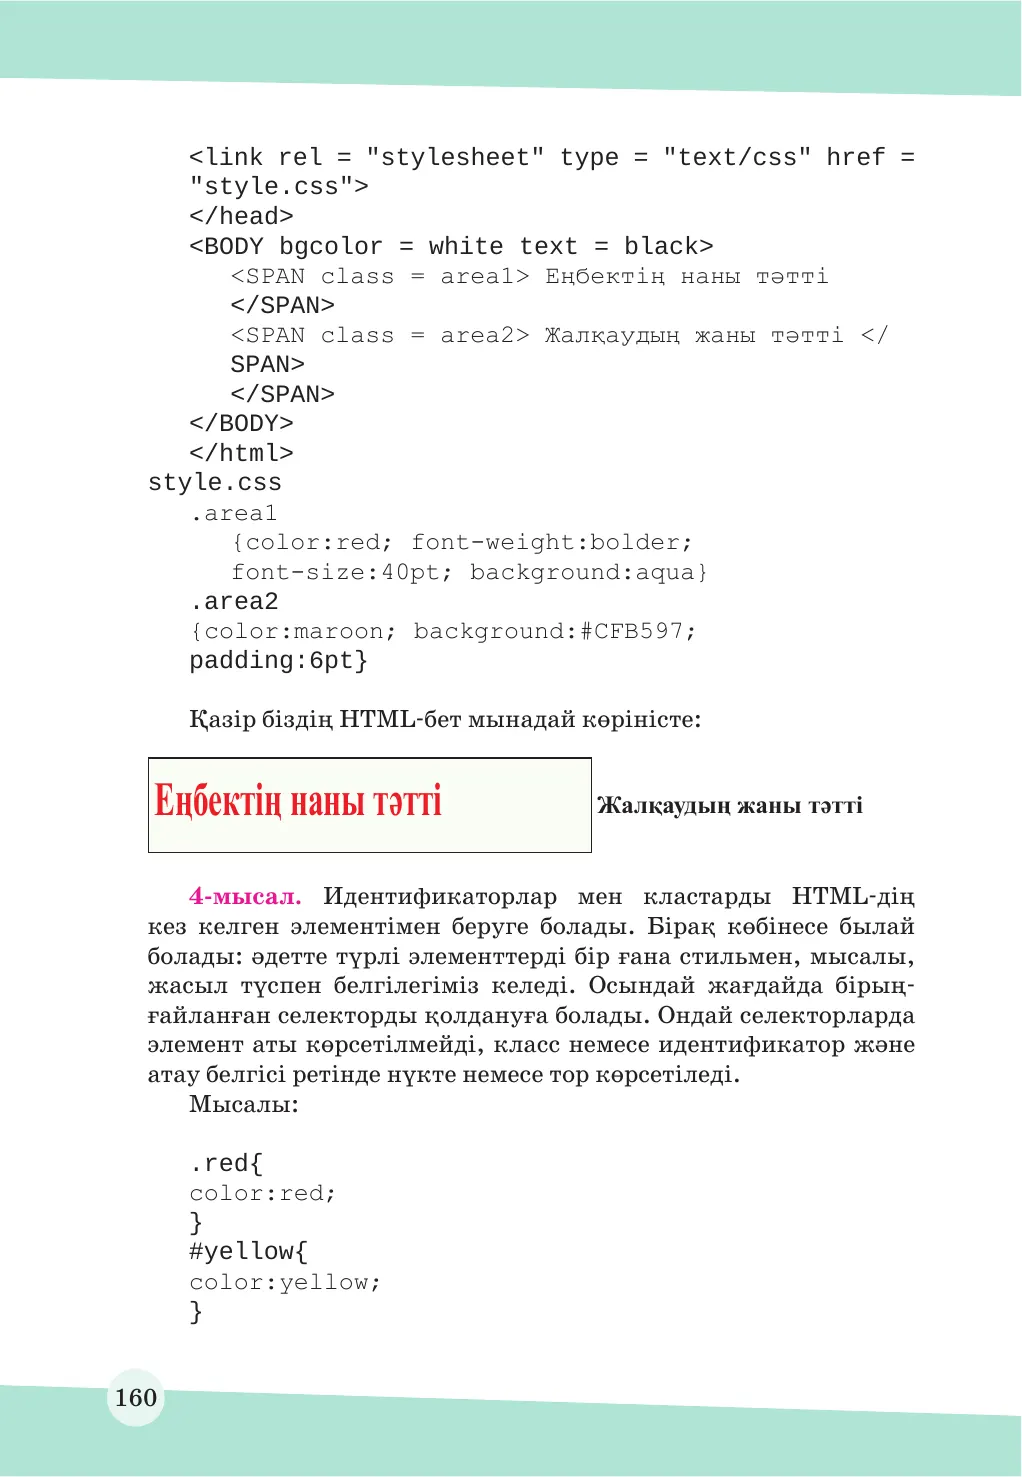 <link rel = "stylesheet" type = "text/css" href =
"style.css">
</head>
<BODY bgcolor = white text = black>
<SPAN class = area1> Еңбектің наны тәтті
</SPAN>
<SPAN class = area2> Жалқаудың жаны тәтті </
SPAN>
</SPAN>
</BODY>
</html>
style.css
.area1
{color:red; font-weight:bolder;
font-size:40pt; background:aqua}
.area2
{color:maroon; background:#CFB597;
padding:6pt}
Қазір біздің HTML-бет мынадай көріністе:
Еңбектің наны тәтті
Жалқаудың жаны тәтті
4-мысал. Идентификаторлар мен кластарды HTML-дің
кез келген элементімен беруге болады. Бірақ көбінесе былай
болады: әдетте түрлі элементтерді бір ғана стильмен, мысалы,
жасыл түспен белгілегіміз келеді. Осындай жағдайда бірың-
ғайланған селекторды қолдануға болады. Ондай селекторларда
элемент аты көрсетілмейді, класс немесе идентификатор және
атау белгісі ретінде нүкте немесе тор көрсетіледі.
Мысалы:
.red{
color:red;
}
#yellow{
color:yellow;
}
160